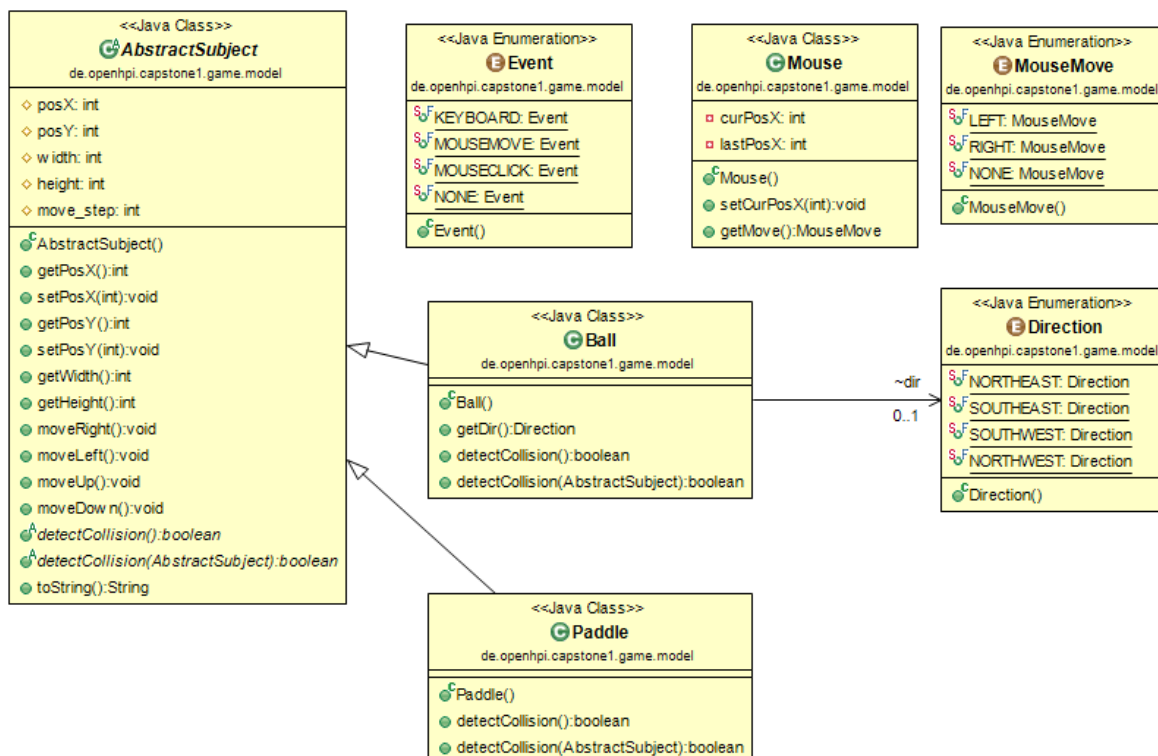 <<Java Class>>
AbstractSubject
de.openhpi.capstone1.game.model
posX: int
posY: int
width: int
height: int
move_step: int
AbstractSubject()
getPosX():int
setPosX(int):void
getPosY():int
setPosY(int):void
getWidth():int
getHeight():int
moveRight():void
moveLeft():void
moveUp():void
moveDown():void
detectCollision():boolean
detectCollision(AbstractSubject):boolean
toString():String
<<Java Enumeration>>
Event
de.openhpi.capstone1.game.model
KEYBOARD: Event
MOUSEMOVE: Event
MOUSECLICK: Event
NONE: Event
Event()
<<Java Class>>
Mouse
de.openhpi.capstone1.game.model
curPosX: int
lastPosX: int
Mouse()
setCurPosX(int):void
getMove():MouseMove
<<Java Enumeration>>
MouseMove
de.openhpi.capstone1.game.model
LEFT: MouseMove
RIGHT: MouseMove
NONE: MouseMove
MouseMove()
<<Java Class>>
Ball
de.openhpi.capstone1.game.model
Ball()
getDir():Direction
detectCollision():boolean
detectCollision(AbstractSubject):boolean
~dir
0..1
<<Java Enumeration>>
Direction
de.openhpi.capstone1.game.model
NORTHEAST: Direction
SOUTHEAST: Direction
SOUTHWEST: Direction
NORTHWEST: Direction
Direction()
<<Java Class>>
Paddle
de.openhpi.capstone1.game.model
Paddle()
detectCollision():boolean
detectCollision(AbstractSubject):boolean